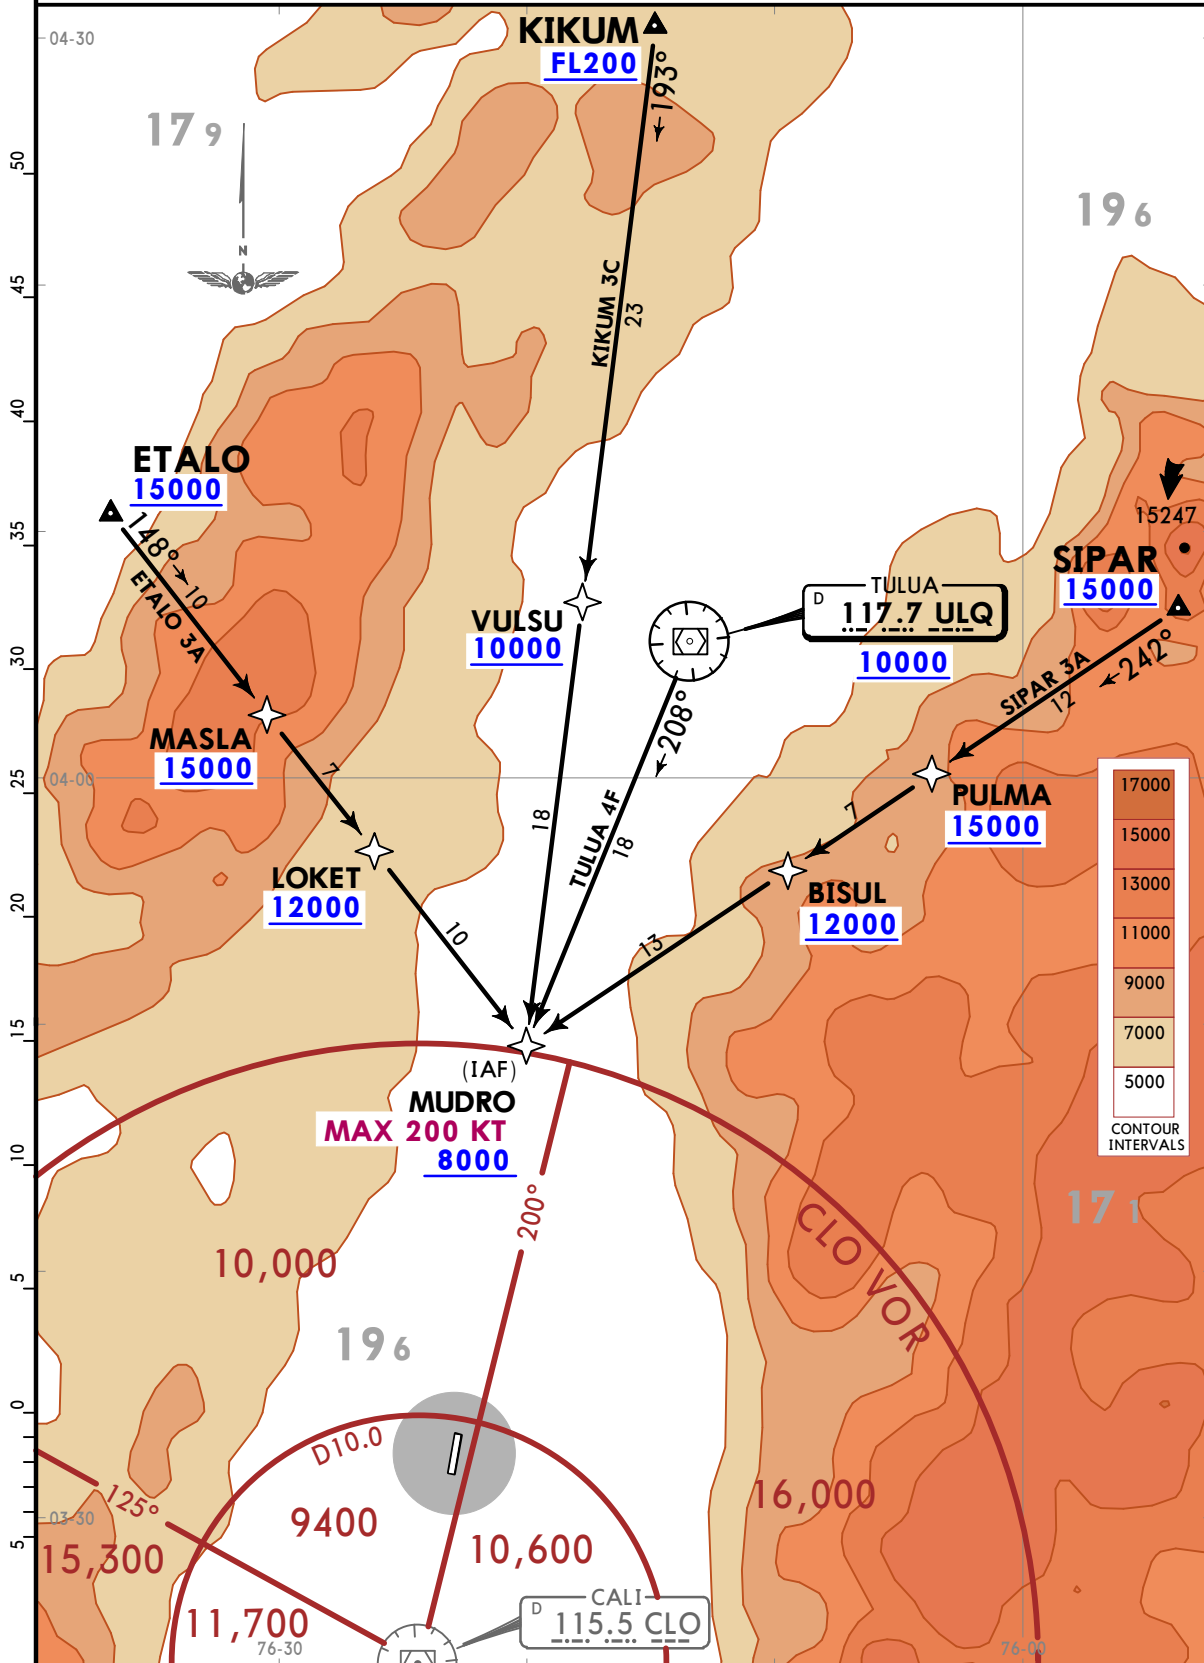 04-30
KIKUM
FL200
←193°
17 9
N
50
19 6
45
KIKUM 3C
23
40
ETALO
15000
148°→
10
ETALO 3A
35
15247
SIPAR
15000
TULUA
D
117.7 ULQ
10000
VULSU
10000
←242°
SIPAR 3A
12
30
←208°
MASLA
15000
7
04-00
25
PULMA
15000
7
18
TULUA 4F
18
LOKET
12000
BISUL
12000
10
13
20
17000
15000
13000
11000
9000
7000
5000
CONTOUR
INTERVALS
15
(IAF)
MUDRO
MAX 200 KT
8000
10
200°
CLO VOR
17 1
10,000
5
19 6
0
D10.0
125°
9400
16,000
03-30
5
15,300
10,600
11,700
CALI
D
115.5 CLO
76-30
76-00